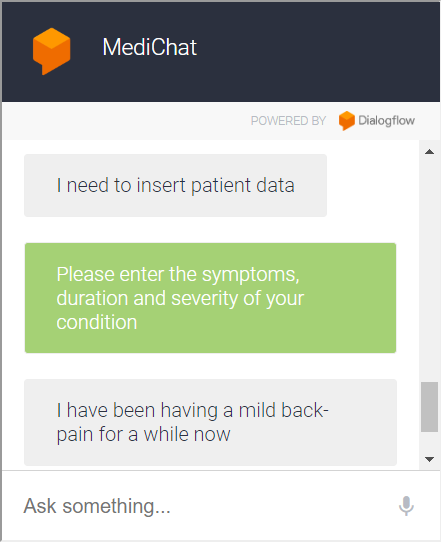 MediChat
POWERED BY Dialogflow
I need to insert patient data
Please enter the symptoms,
duration and severity of your
condition
I have been having a mild back-
pain for a while now
Ask something...